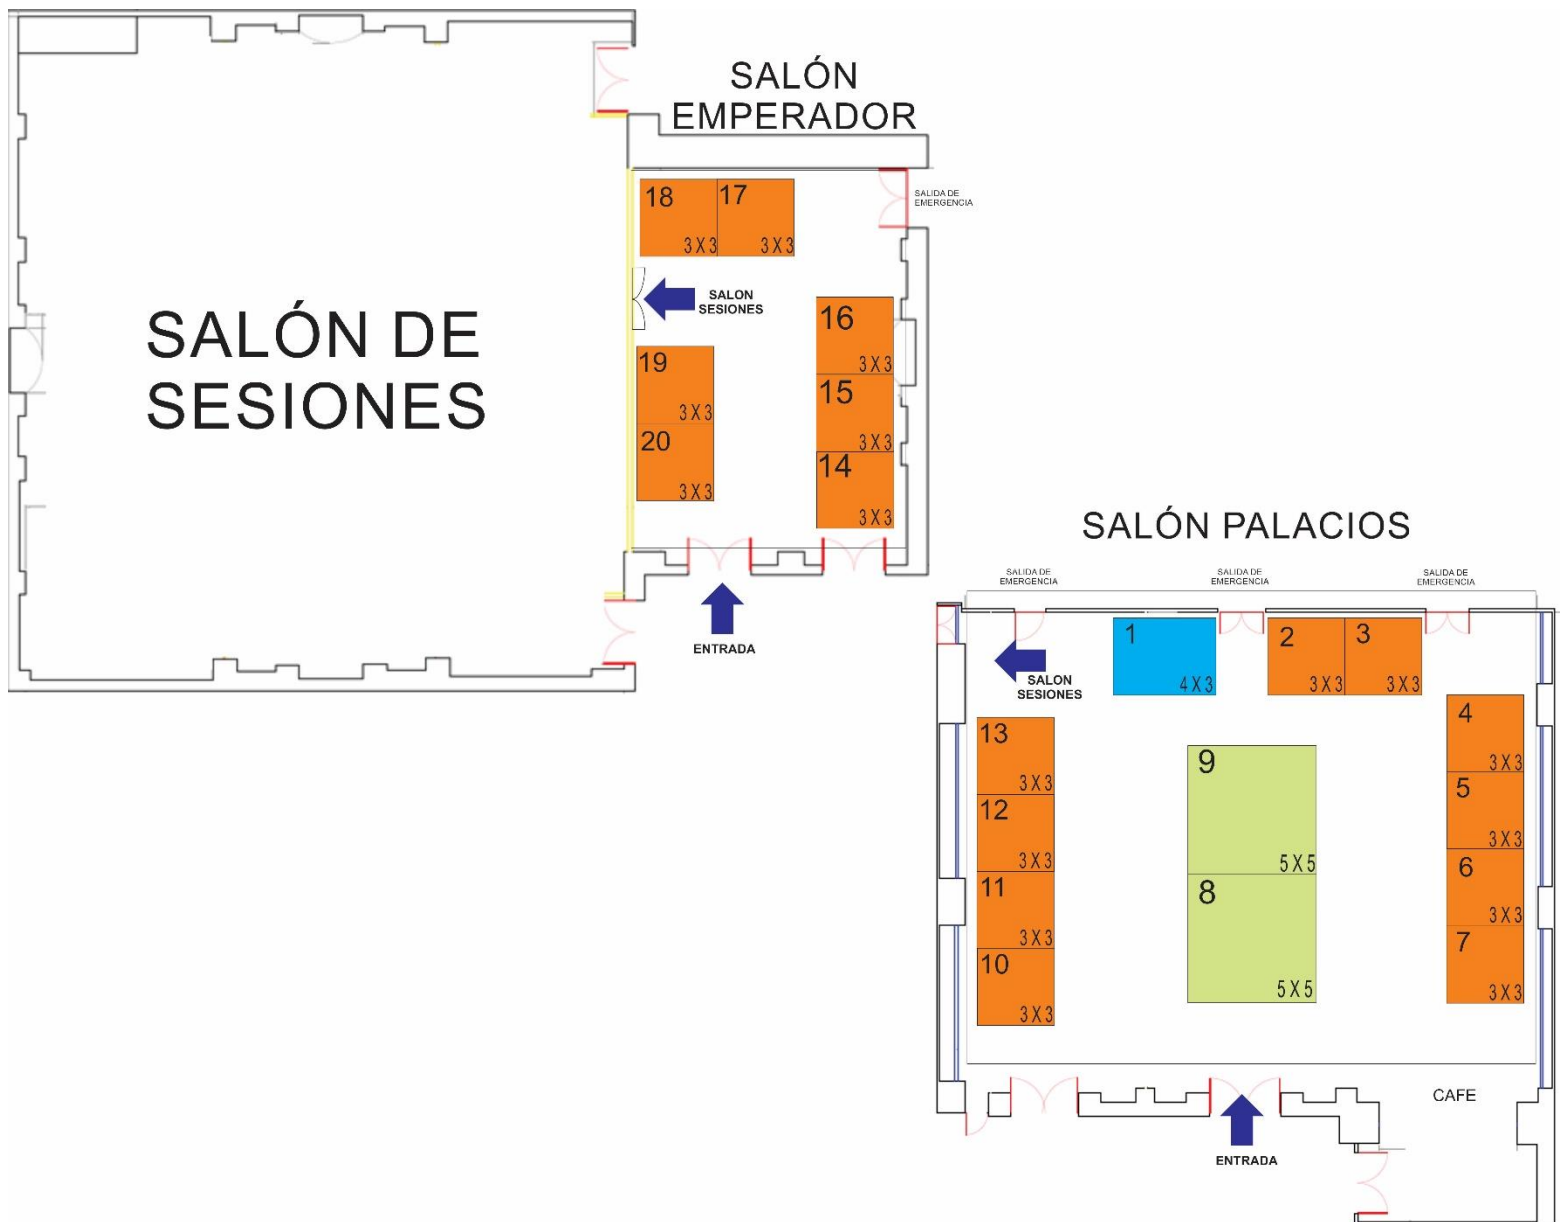 SALÓN
EMPERADOR
SALIDA DE
EMERGENCIA
18
3 X 3
17
3 X 3
SALON
SESIONES
16
3 X 3
15
3 X 3
14
3 X 3
19
3 X 3
20
3 X 3
SALÓN DE
SESIONES
ENTRADA
SALÓN PALACIOS
SALIDA DE
EMERGENCIA
SALIDA DE
EMERGENCIA
SALIDA DE
EMERGENCIA
SALON
SESIONES
1
4 X 3
2
3 X 3
3
3 X 3
4
3 X 3
5
3 X 3
6
3 X 3
7
3 X 3
13
3 X 3
12
3 X 3
11
3 X 3
10
3 X 3
9
5 X 5
8
5 X 5
CAFE
ENTRADA